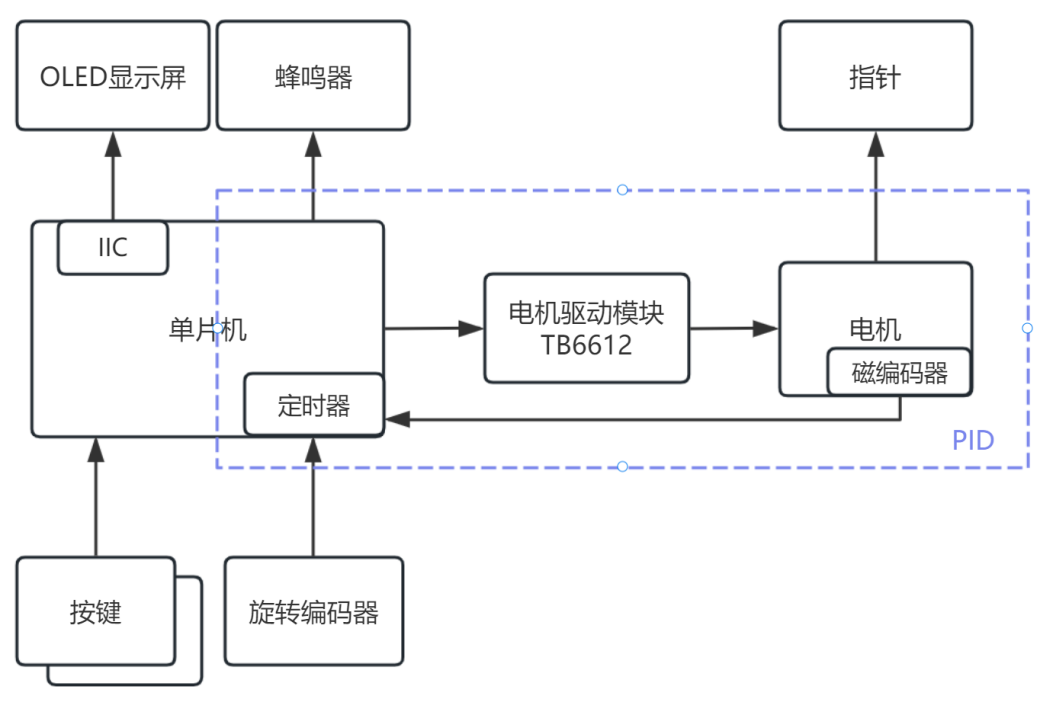 OLED显示屏
蜂鸣器
指针
IIC
单片机
电机驱动模块
TB6612
电机
磁编码器
定时器
PID
按键
旋转编码器